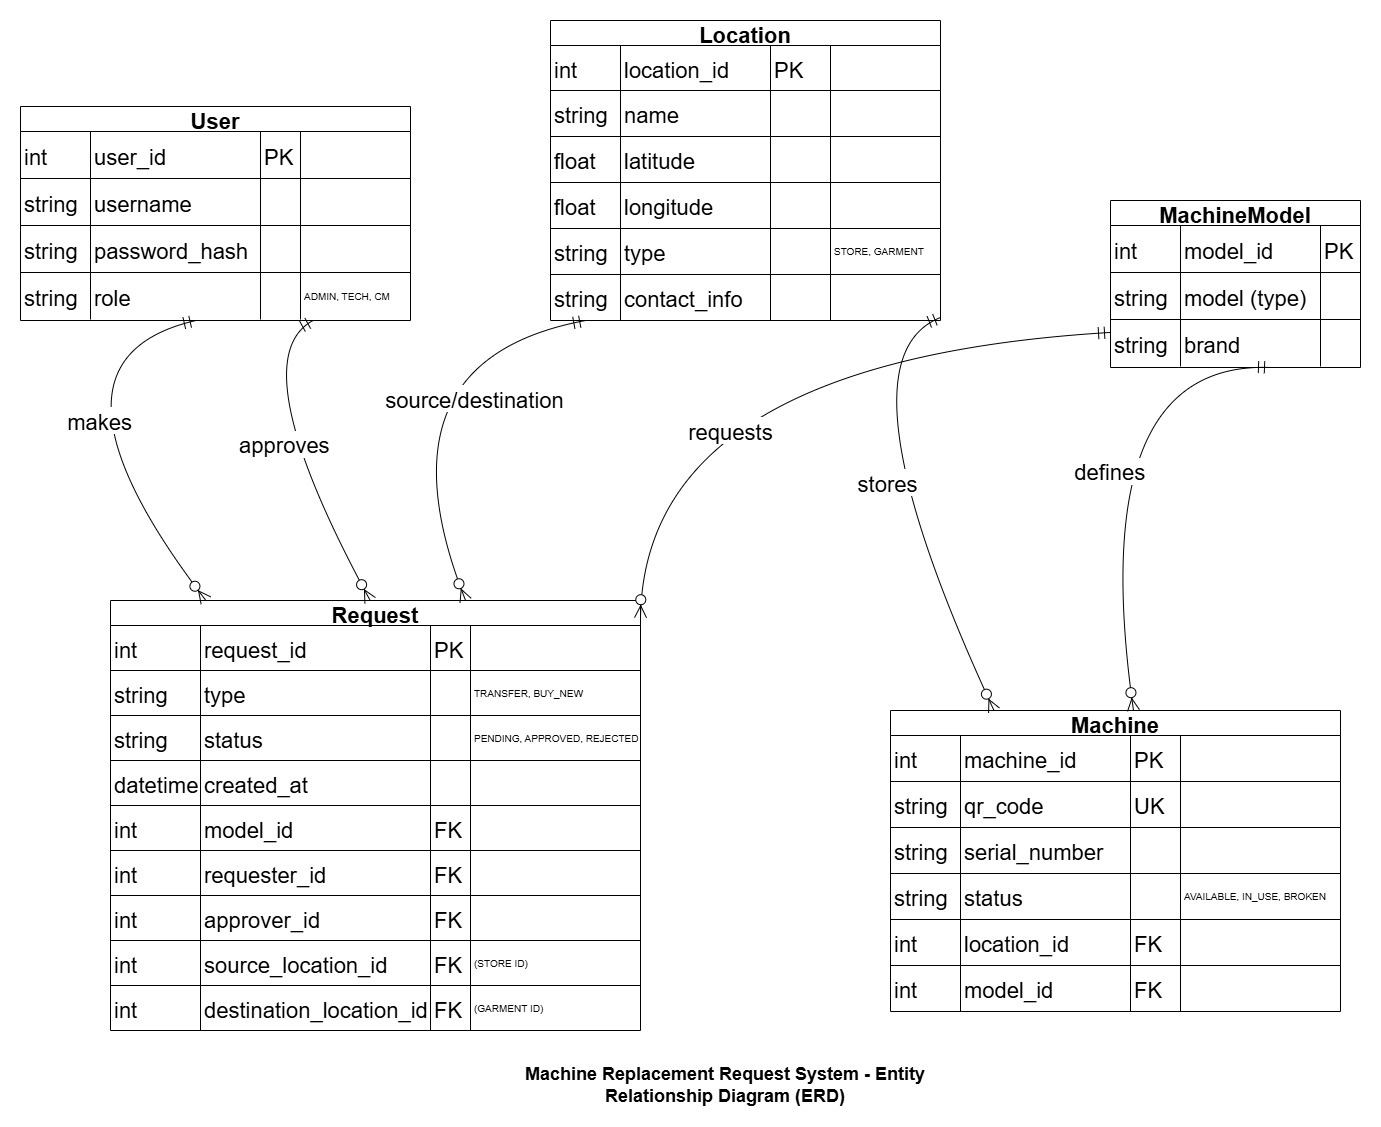 Location
int location_id PK
string name
float latitude
float longitude
string type STORE, GARMENT
string contact_info
User
int user_id PK
string username
string password_hash
string role ADMIN, TECH, CM
MachineModel
int model_id PK
string model (type)
string brand
makes
approves
source/destination
requests
stores
defines
Request
int request_id PK
string type TRANSFER, BUY_NEW
string status PENDING, APPROVED, REJECTED
datetime created_at
int model_id FK
int requester_id FK
int approver_id FK
int source_location_id FK (STORE ID)
int destination_location_id FK (GARMENT ID)
Machine
int machine_id PK
string qr_code UK
string serial_number
string status AVAILABLE, IN_USE, BROKEN
int location_id FK
int model_id FK
Machine Replacement Request System - Entity
Relationship Diagram (ERD)